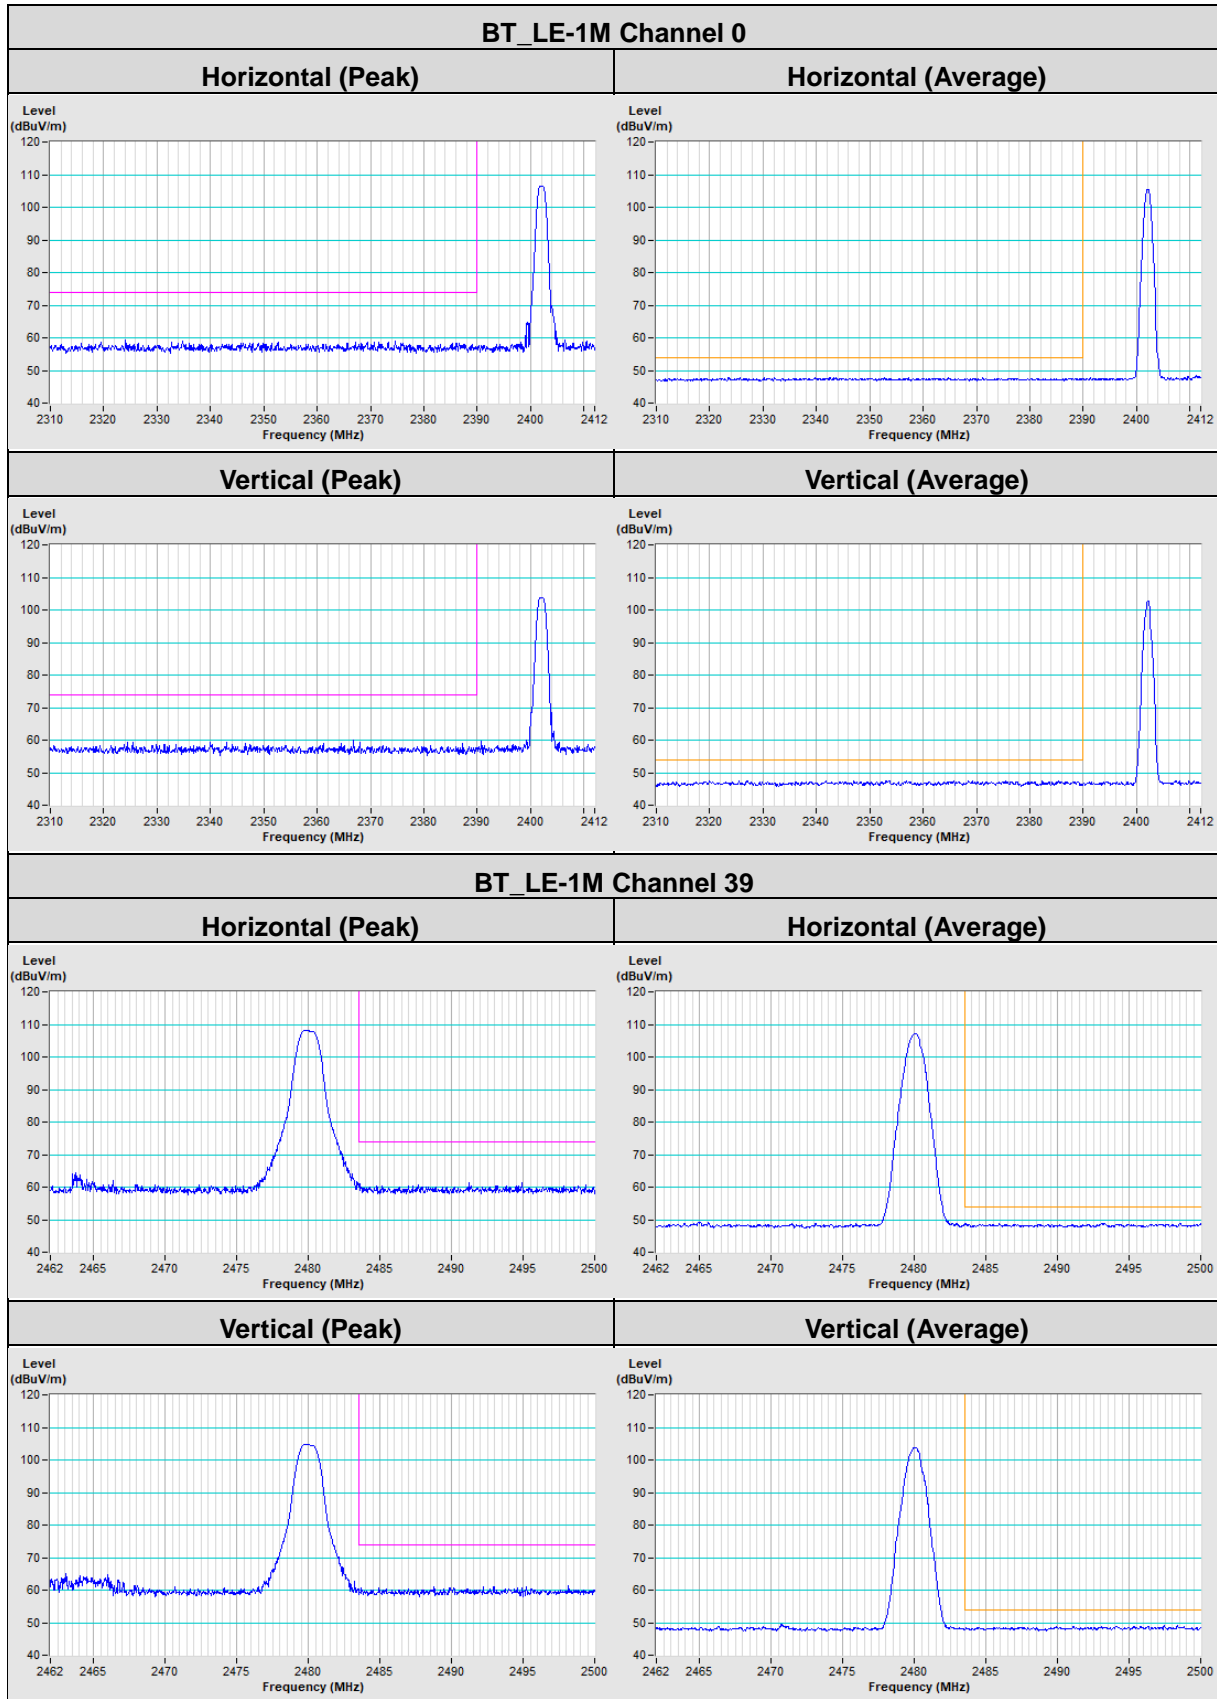 BT_LE-1M Channel 0
Horizontal (Peak) Horizontal (Average)
Level
(dBuV/m)
120
110
100
90
80
70
60
50
40
2310 2320 2330 2340 2350 2360 2370 2380 2390 2400 2412
Frequency (MHz)
Level
(dBuV/m)
120
110
100
90
80
70
60
50
40
2310 2320 2330 2340 2350 2360 2370 2380 2390 2400 2412
Frequency (MHz)
Vertical (Peak) Vertical (Average)
Level
(dBuV/m)
120
110
100
90
80
70
60
50
40
2310 2320 2330 2340 2350 2360 2370 2380 2390 2400 2412
Frequency (MHz)
Level
(dBuV/m)
120
110
100
90
80
70
60
50
40
2310 2320 2330 2340 2350 2360 2370 2380 2390 2400 2412
Frequency (MHz)
BT_LE-1M Channel 39
Horizontal (Peak) Horizontal (Average)
Level
(dBuV/m)
120
110
100
90
80
70
60
50
40
2462 2465 2470 2475 2480 2485 2490 2495 2500
Frequency (MHz)
Level
(dBuV/m)
120
110
100
90
80
70
60
50
40
2462 2465 2470 2475 2480 2485 2490 2495 2500
Frequency (MHz)
Vertical (Peak) Vertical (Average)
Level
(dBuV/m)
120
110
100
90
80
70
60
50
40
2462 2465 2470 2475 2480 2485 2490 2495 2500
Frequency (MHz)
Level
(dBuV/m)
120
110
100
90
80
70
60
50
40
2462 2465 2470 2475 2480 2485 2490 2495 2500
Frequency (MHz)